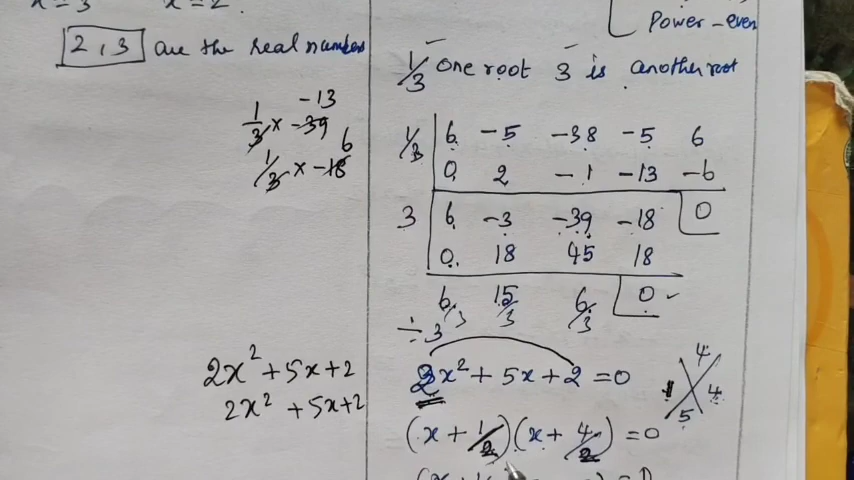 x = 3 x = 2.
2, 3 are the real numbers
-13
1/3 x -39
6
1/3 x -18
2x² + 5x + 2
2x² + 5x + 2
Power - even
1/3 one root 3 is another root
1/3 6 -5 -38 -5 6
0 2 -1 -13 -6
3 6 -3 -39 -18 0
0 18 45 18
6/3 15/3 6/3 0
÷3
2x² + 5x + 2 = 0
4
1 4
5
(x + 1/2)(x + 4/2) = 0